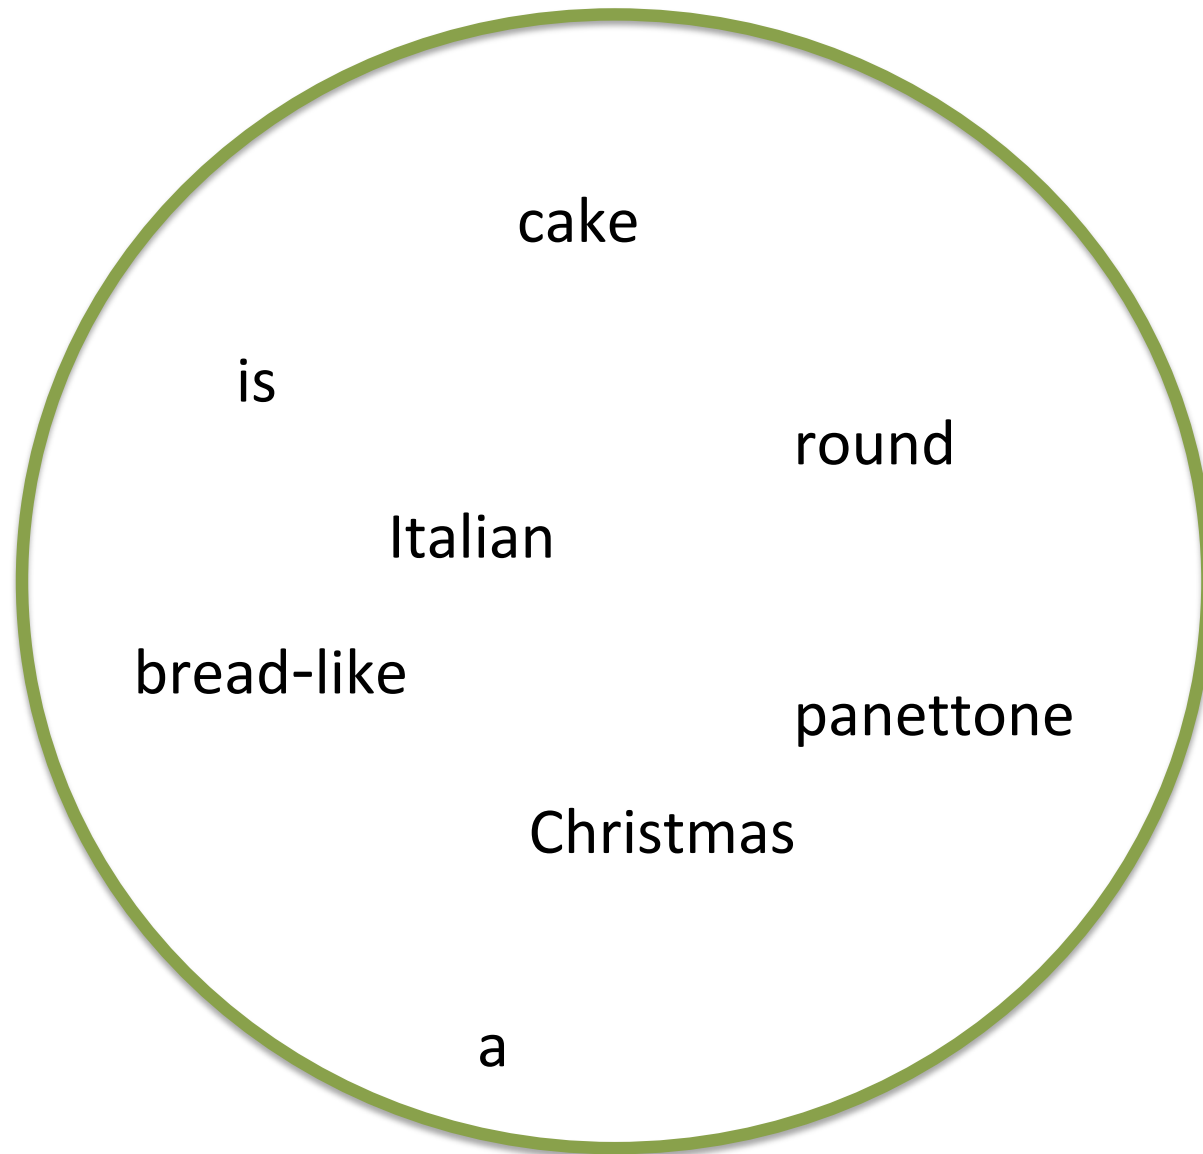 cake
is
round
Italian
bread-like
panettone
Christmas
a